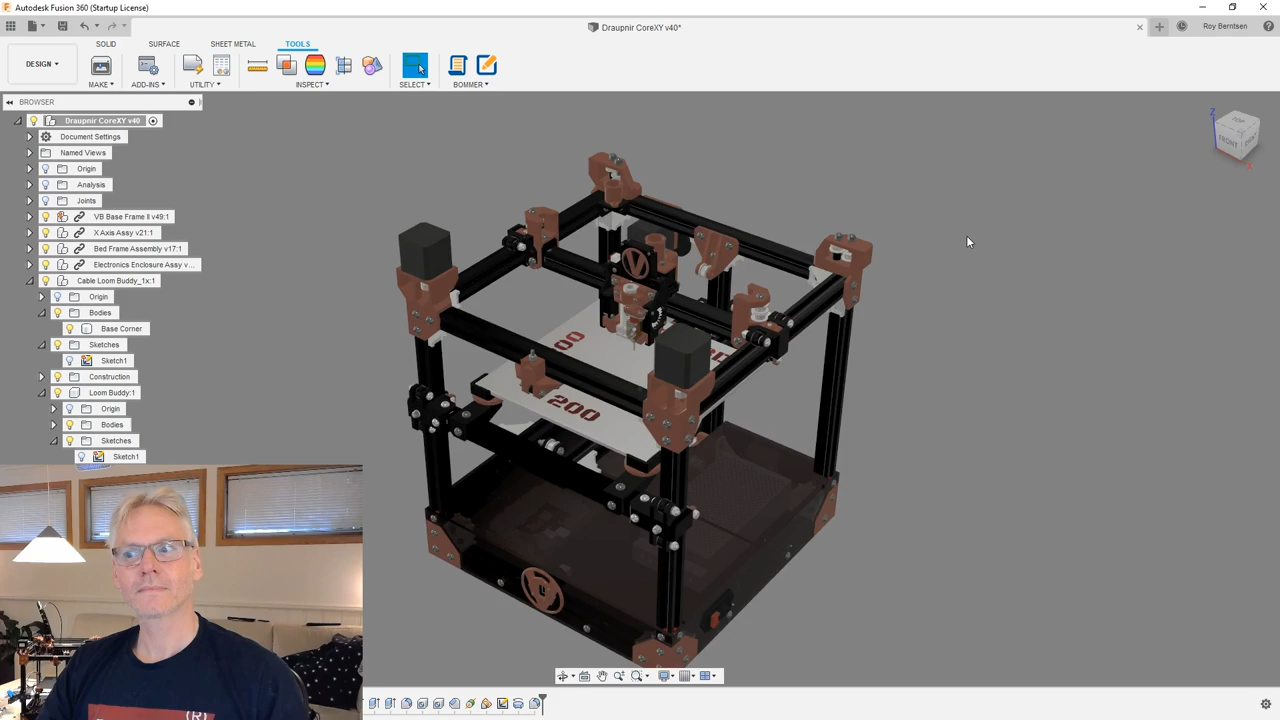 Autodesk Fusion 360 (Startup License)
Draupnir CoreXY v40*
Roy Berntsen
SOLID
SURFACE
SHEET METAL
TOOLS
DESIGN
MAKE
ADD-INS
UTILITY
INSPECT
SELECT
BOMMER
BROWSER
Draupnir CoreXY v40
Document Settings
Named Views
Origin
Analysis
Joints
VB Base Frame II v49:1
X Axis Assy v21:1
Bed Frame Assembly v17:1
Electronics Enclosure Assy v...
Cable Loom Buddy_1x:1
Origin
Bodies
Base Corner
Sketches
Sketch1
Construction
Loom Buddy:1
Origin
Bodies
Sketches
Sketch1
Z
TOP
FRONT
X
V
200
(R)